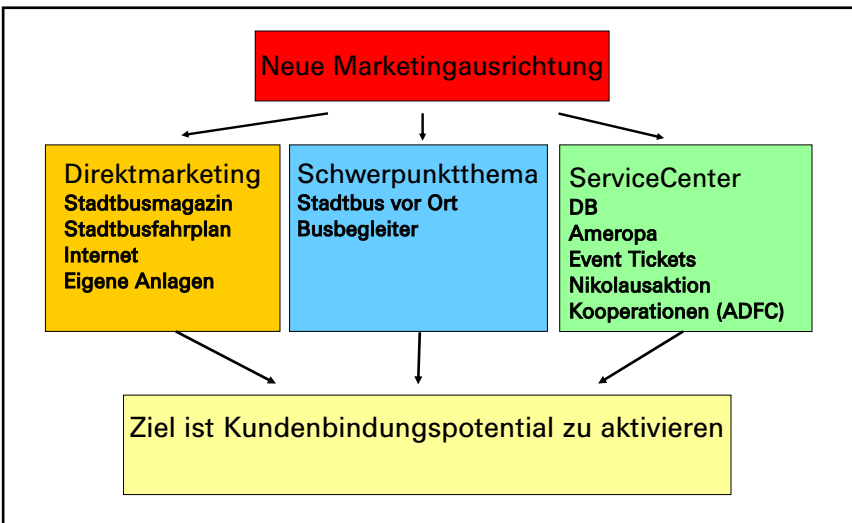 Neue Marketingausrichtung
Direktmarketing
Stadtbusmagazin
Stadtbusfahrplan
Internet
Eigene Anlagen
Schwerpunktthema
Stadtbus vor Ort
Busbegleiter
ServiceCenter
DB
Ameropa
Event Tickets
Nikolausaktion
Kooperationen (ADFC)
Ziel ist Kundenbindungspotential zu aktivieren